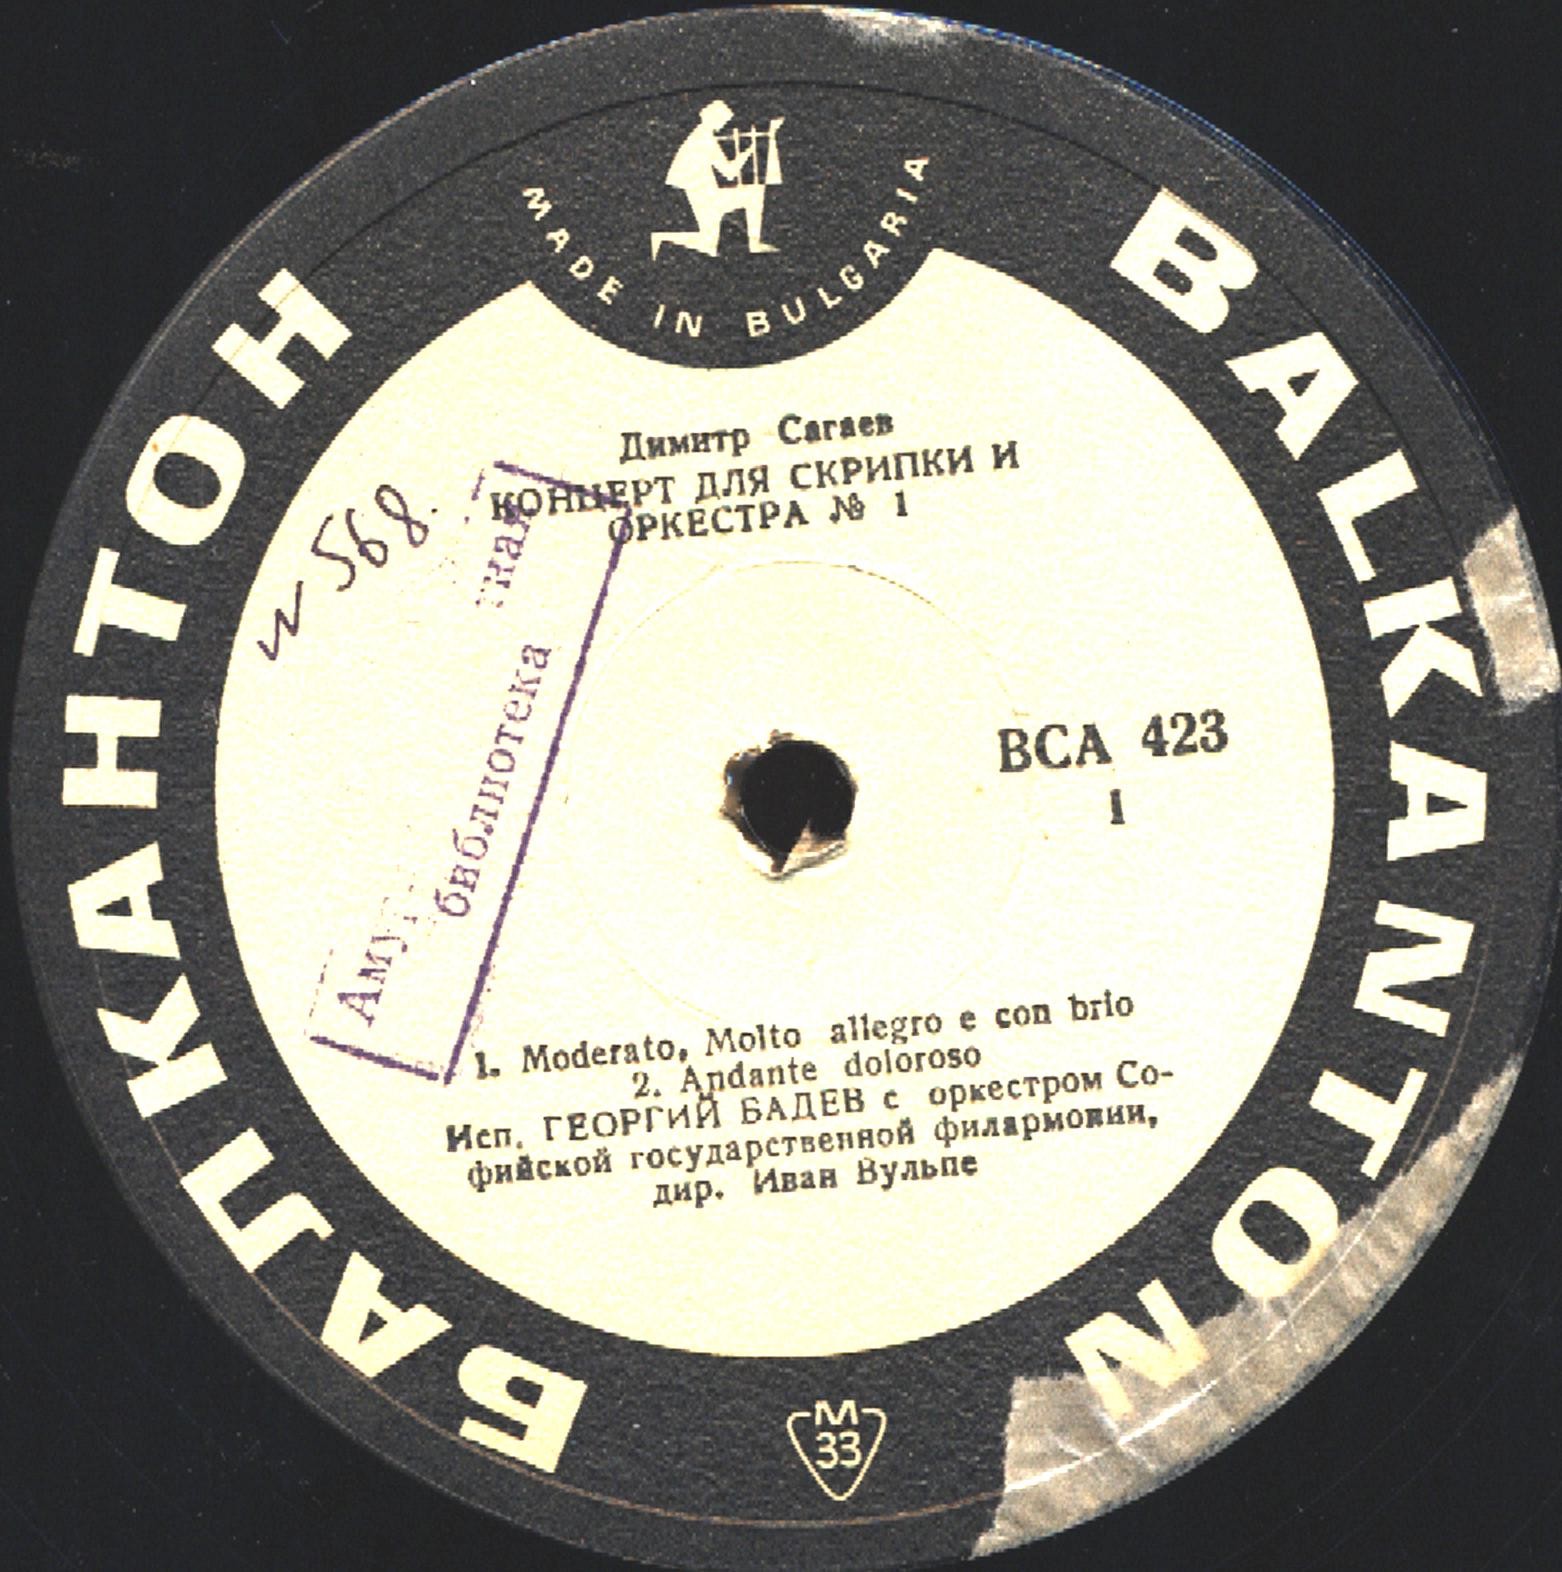 MADE IN BULGARIA
БАЛКАНТОН
BALKANTON
Димитр Сагаев
КОНЦЕРТ ДЛЯ СКРИПКИ И
ОРКЕСТРА № 1
568.
библиотека
ВСА 423
1
1. Moderato, Molto allegro e con brio
2. Andante doloroso
Исп. ГЕОРГИЙ БАДЕВ с оркестром Со-
фийской государственной филармонии,
дир. Иван Вульпе
M
33